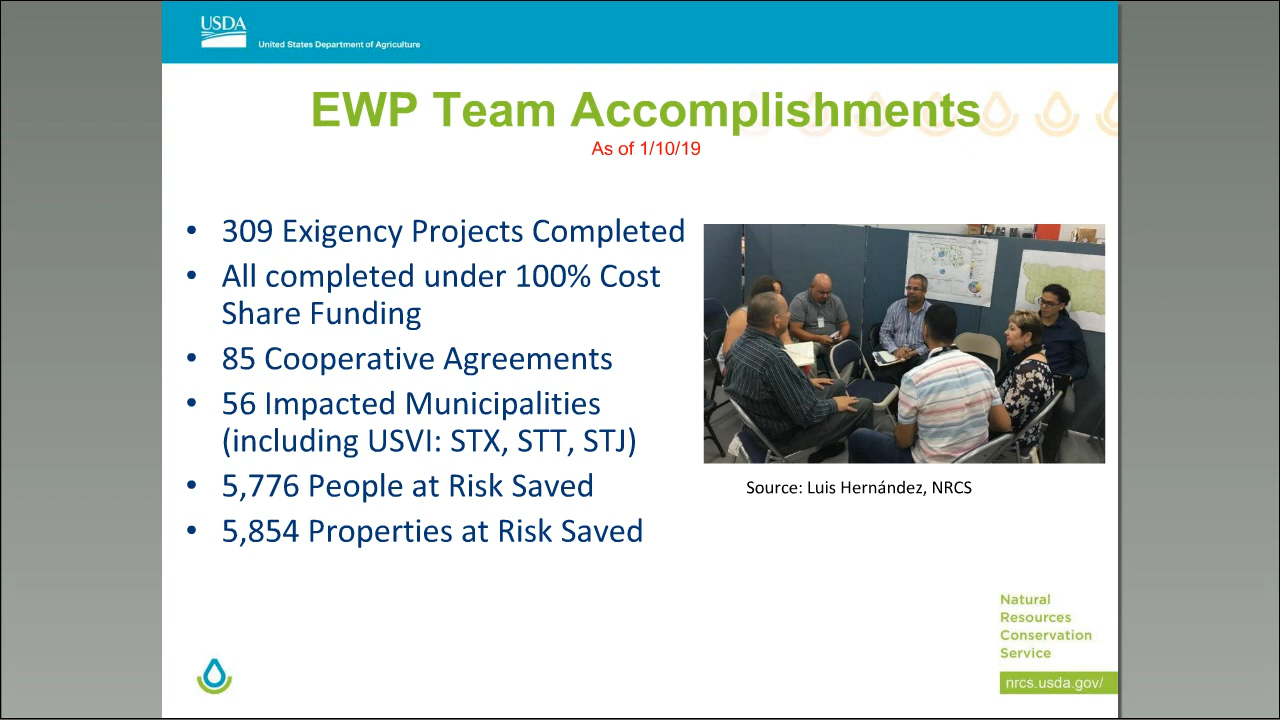 USDA
United States Department of Agriculture
EWP Team Accomplishments
As of 1/10/19
• 309 Exigency Projects Completed
• All completed under 100% Cost
Share Funding
• 85 Cooperative Agreements
• 56 Impacted Municipalities
(including USVI: STX, STT, STJ)
• 5,776 People at Risk Saved
• 5,854 Properties at Risk Saved
Source: Luis Hernández, NRCS
Natural
Resources
Conservation
Service
nrcs.usda.gov/